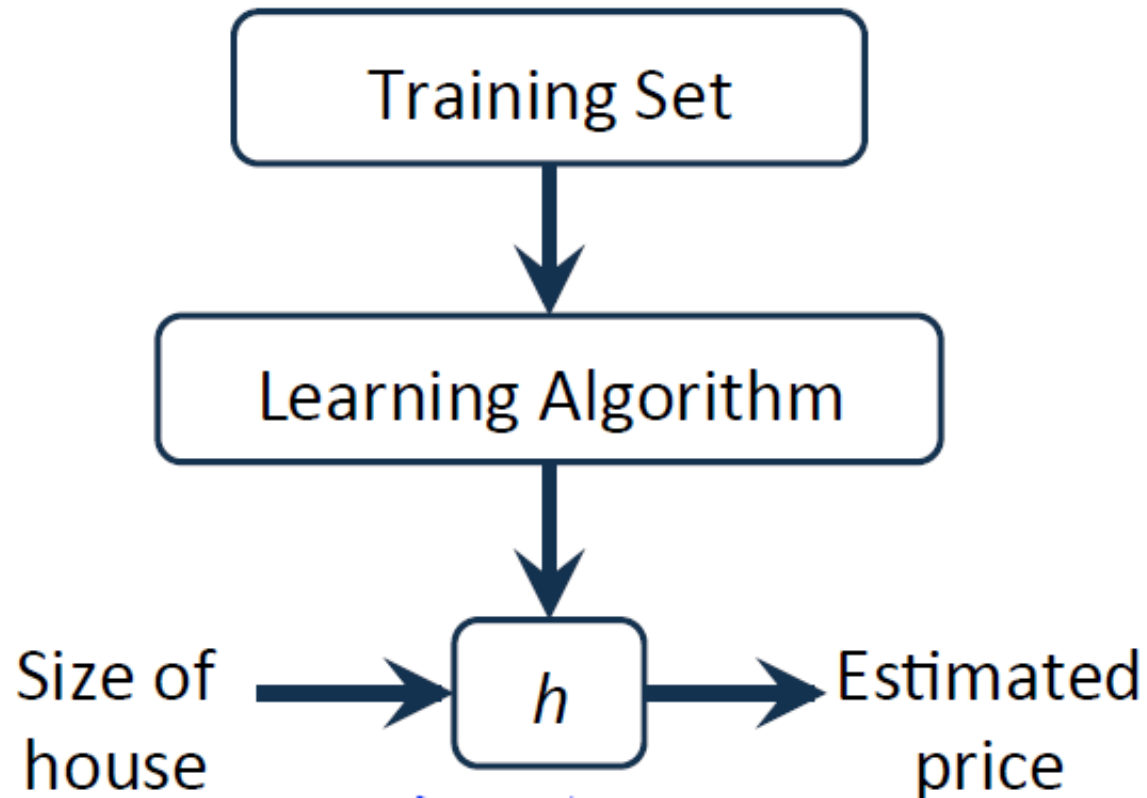 Training Set
Learning Algorithm
Size of
house
h
Estimated
price